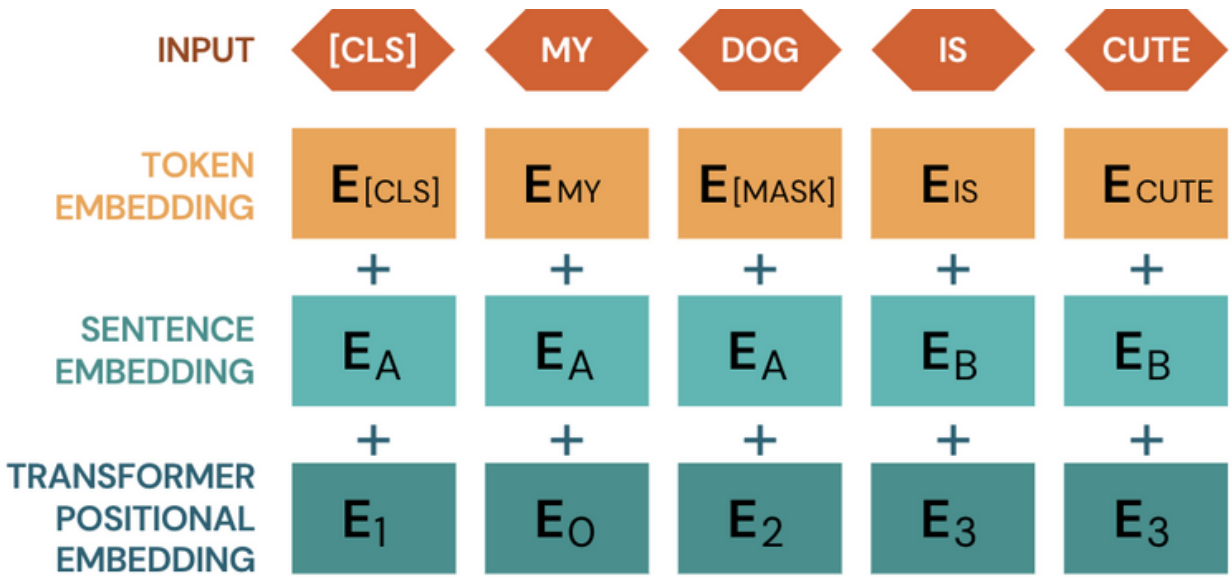 INPUT [CLS] MY DOG IS CUTE
TOKEN EMBEDDING E[CLS] EMY E[MASK] EIS ECUTE
+ + + + +
SENTENCE EMBEDDING EA EA EA EB EB
+ + + + +
TRANSFORMER POSITIONAL EMBEDDING E1 E0 E2 E3 E3